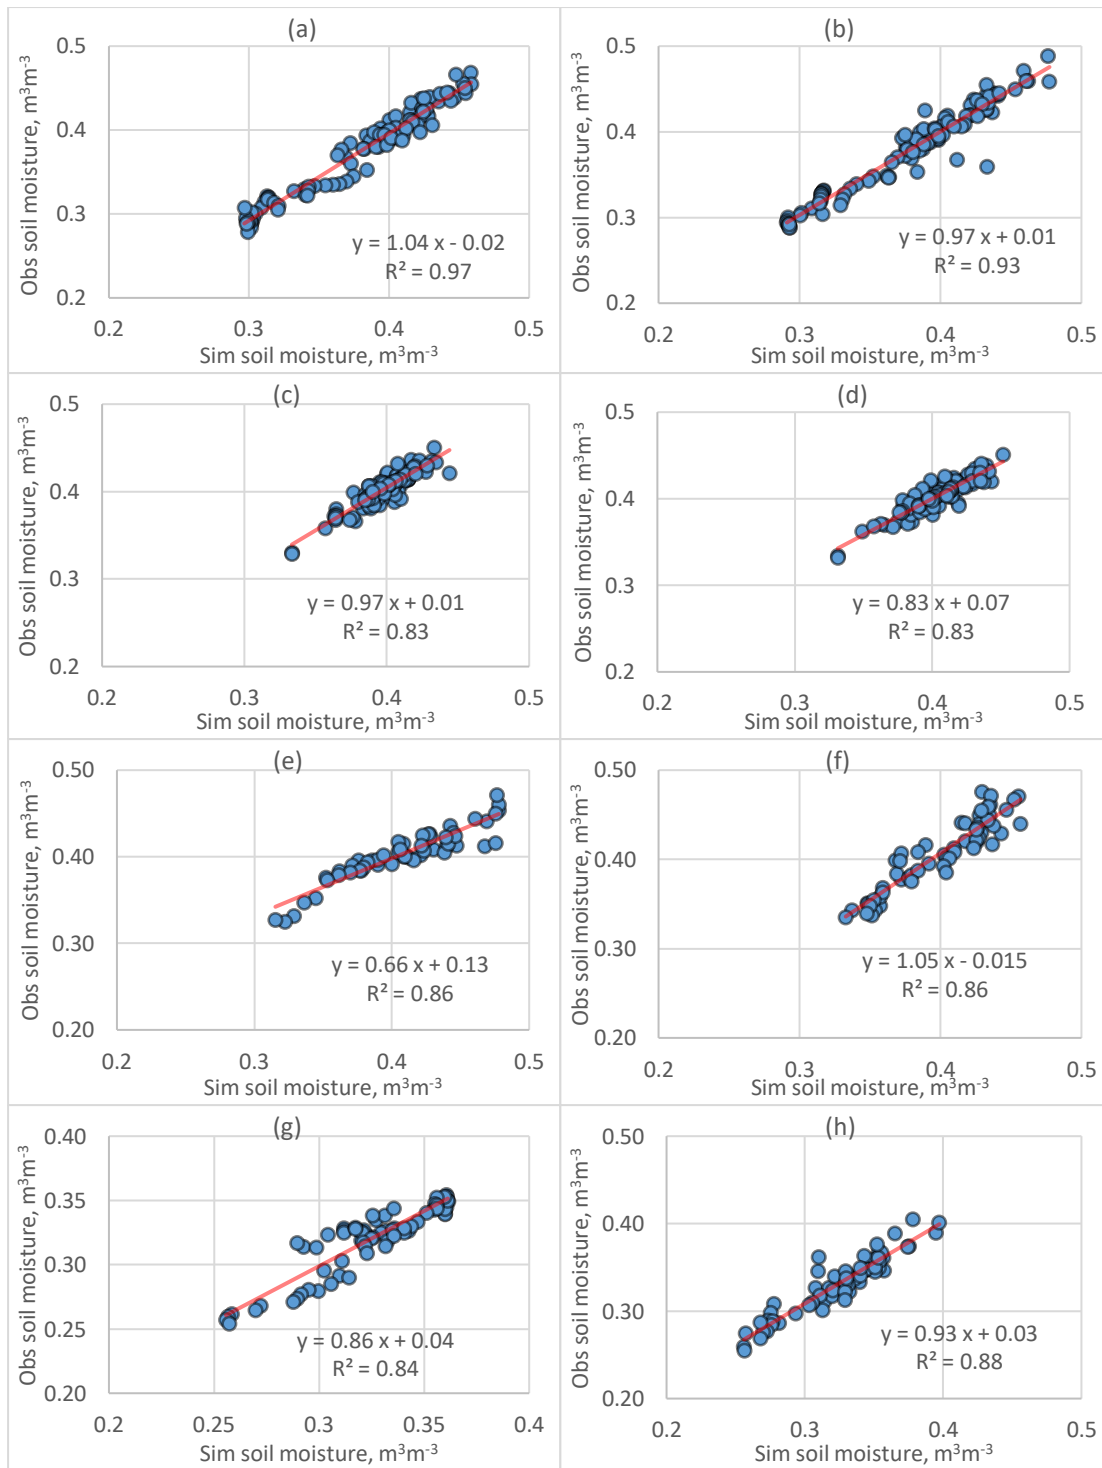 (a)
0.5
0.4
0.3
0.2
Obs soil moisture, m³m⁻³
y = 1.04 x - 0.02
R² = 0.97
0.2 0.3 0.4 0.5
Sim soil moisture, m³m⁻³
(b)
0.5
0.4
0.3
0.2
Obs soil moisture, m³m⁻³
y = 0.97 x + 0.01
R² = 0.93
0.2 0.3 0.4 0.5
Sim soil moisture, m³m⁻³
(c)
0.5
0.4
0.3
0.2
Obs soil moisture, m³m⁻³
y = 0.97 x + 0.01
R² = 0.83
0.2 0.3 0.4 0.5
Sim soil moisture, m³m⁻³
(d)
0.5
0.4
0.3
0.2
Obs soil moisture, m³m⁻³
y = 0.83 x + 0.07
R² = 0.83
0.2 0.3 0.4 0.5
Sim soil moisture, m³m⁻³
(e)
0.50
0.40
0.30
0.20
Obs soil moisture, m³m⁻³
y = 0.66 x + 0.13
R² = 0.86
0.2 0.3 0.4 0.5
Sim soil moisture, m³m⁻³
(f)
0.50
0.40
0.30
0.20
Obs soil moisture, m³m⁻³
y = 1.05 x - 0.015
R² = 0.86
0.2 0.3 0.4 0.5
Sim soil moisture, m³m⁻³
(g)
0.40
0.35
0.30
0.25
0.20
Obs soil moisture, m³m⁻³
y = 0.86 x + 0.04
R² = 0.84
0.2 0.25 0.3 0.35 0.4
Sim soil moisture, m³m⁻³
(h)
0.50
0.40
0.30
0.20
Obs soil moisture, m³m⁻³
y = 0.93 x + 0.03
R² = 0.88
0.2 0.3 0.4 0.5
Sim soil moisture, m³m⁻³